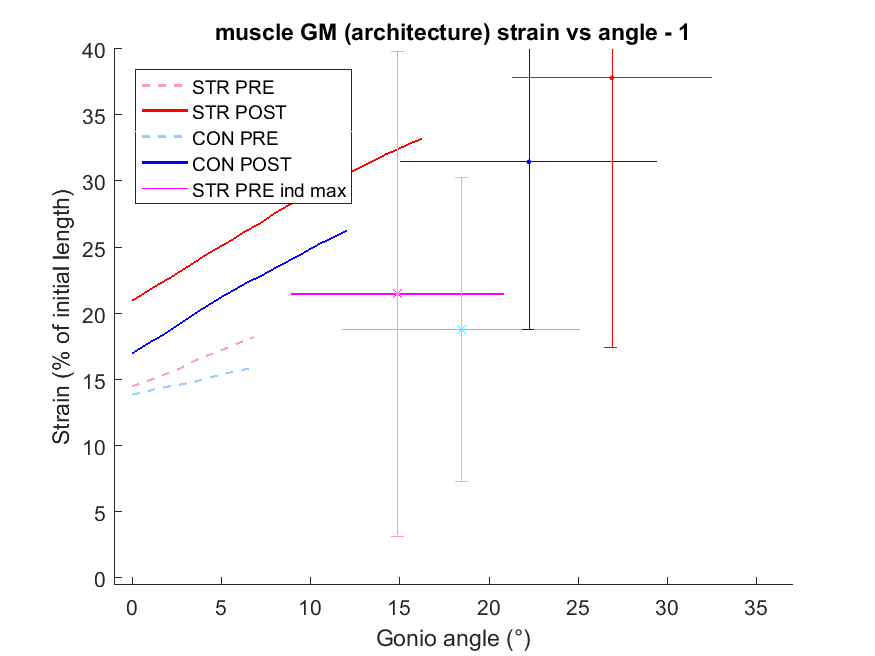 muscle GM (architecture) strain vs angle - 1
40
35
30
25
20
15
10
5
0
Strain (% of initial length)
STR PRE
STR POST
CON PRE
CON POST
STR PRE ind max
0 5 10 15 20 25 30 35
Gonio angle (°)